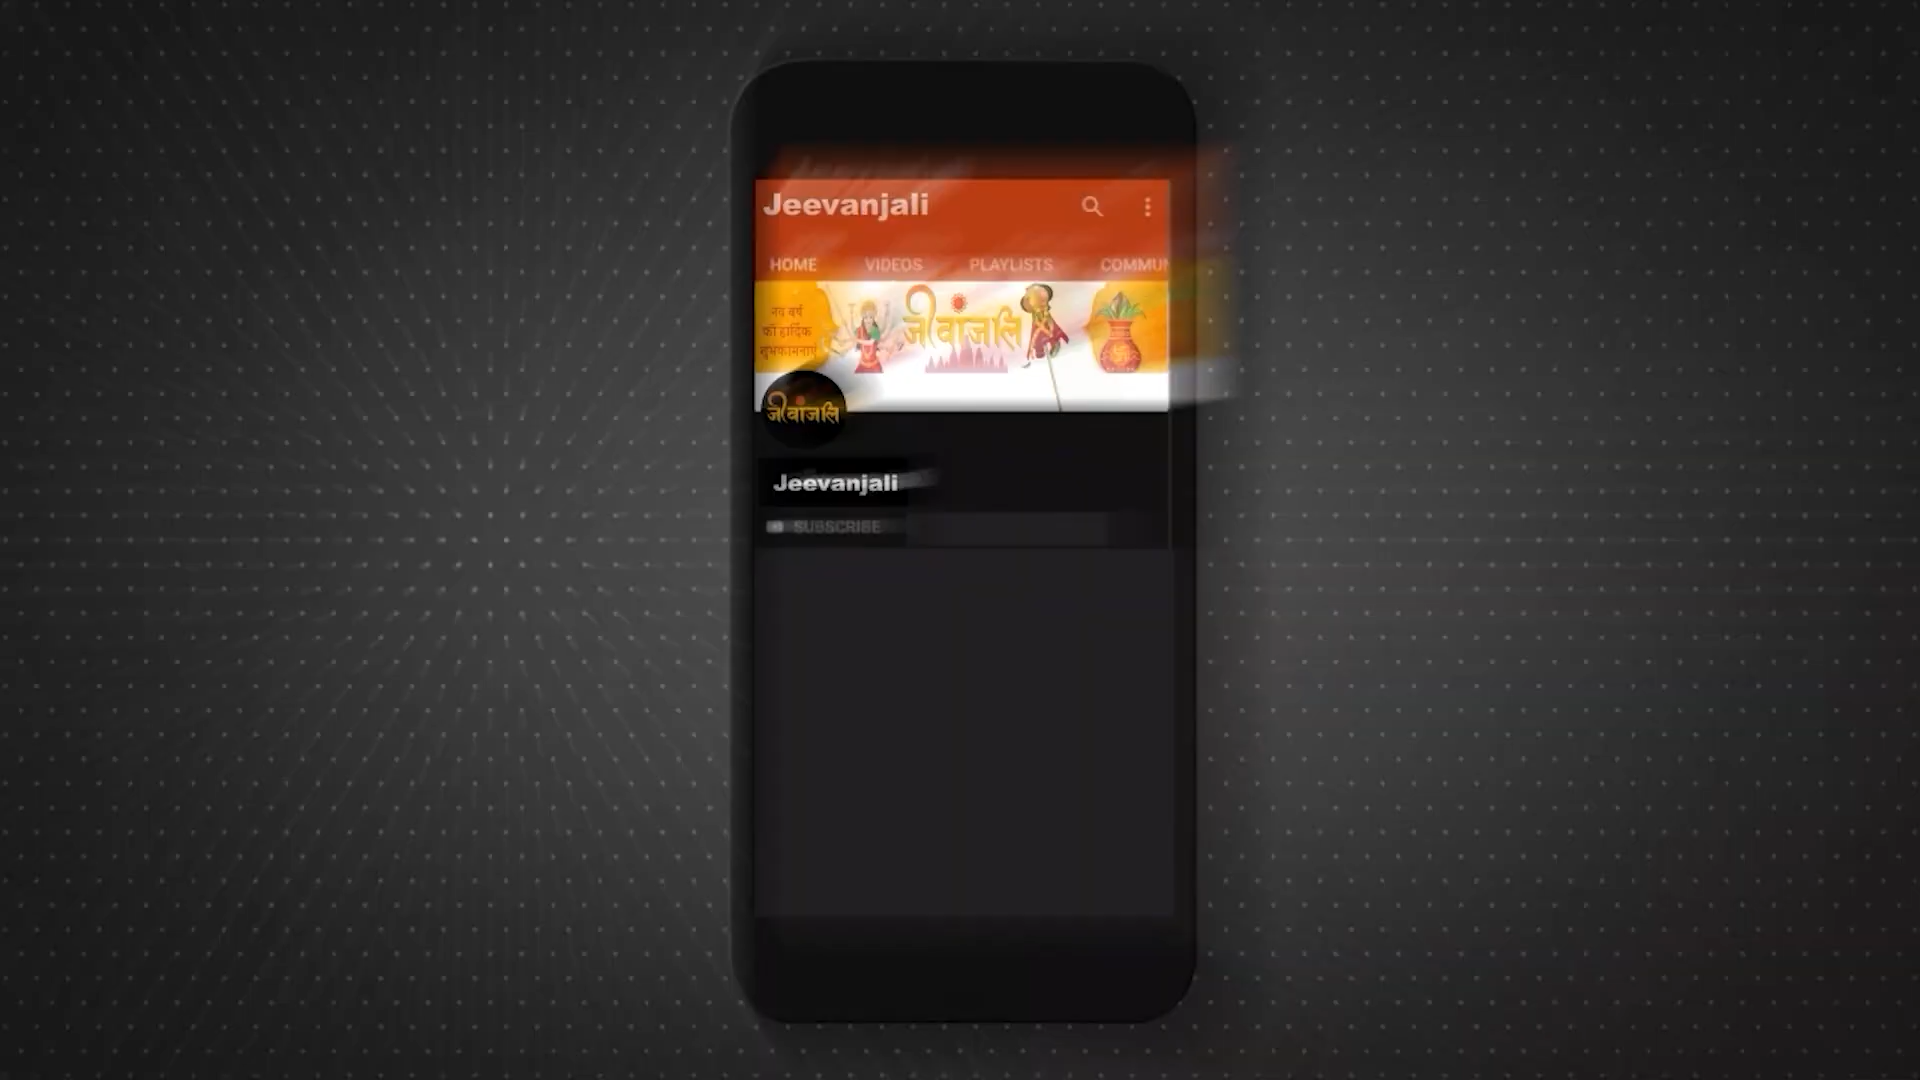 Jeevanjali
HOME VIDEOS PLAYLISTS COMMUN
नव वर्ष
की हार्दिक
शुभकामनाएं
जीवांजलि
जीवांजलि
Jeevanjali
SUBSCRIBE